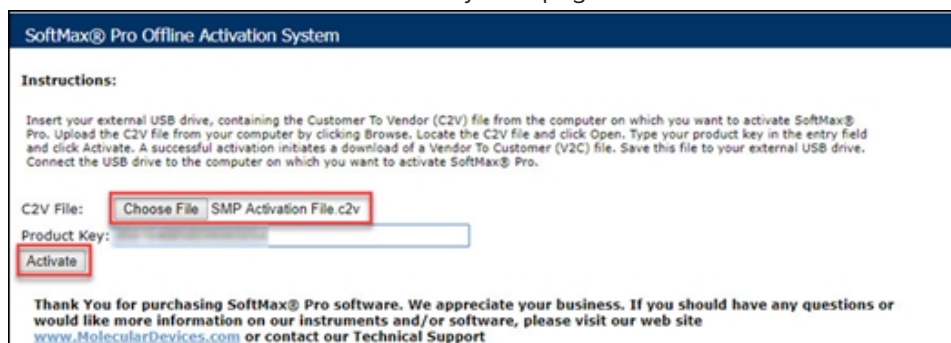 SoftMax® Pro Offline Activation System
Instructions:
Insert your external USB drive, containing the Customer To Vendor (C2V) file from the computer on which you want to activate SoftMax®
Pro. Upload the C2V file from your computer by clicking Browse. Locate the C2V file and click Open. Type your product key in the entry field
and click Activate. A successful activation initiates a download of a Vendor To Customer (V2C) file. Save this file to your external USB drive.
Connect the USB drive to the computer on which you want to activate SoftMax® Pro.
C2V File: Choose File SMP Activation File.c2v
Product Key:
Activate
Thank You for purchasing SoftMax® Pro software. We appreciate your business. If you should have any questions or
would like more information on our instruments and/or software, please visit our web site
www.MolecularDevices.com or contact our Technical Support